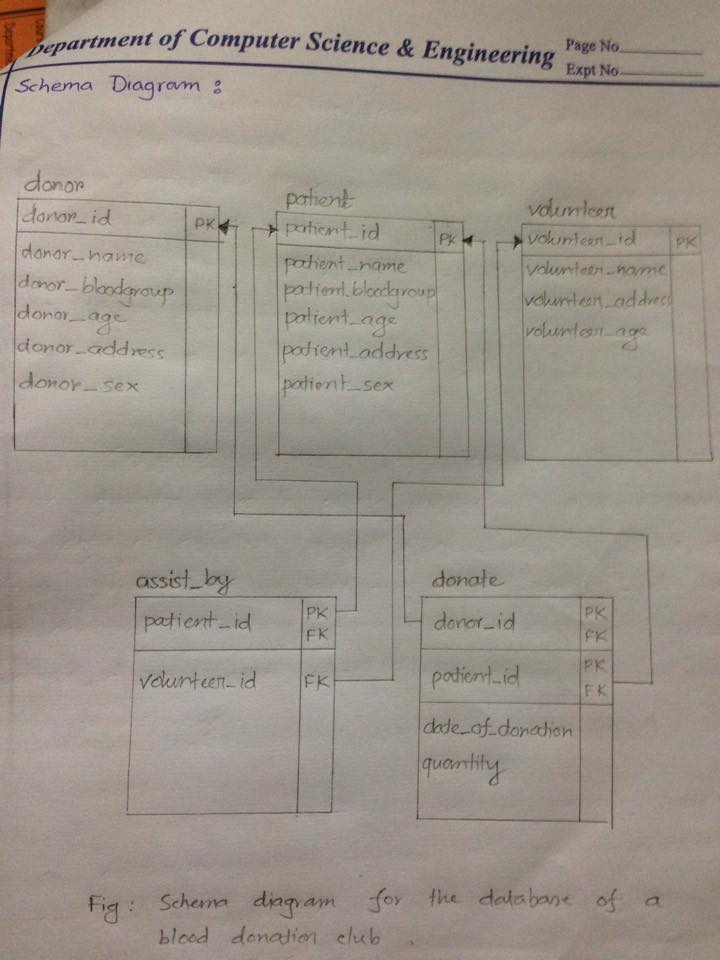 Department of Computer Science & Engineering
Page No
Expt No
Schema Diagram :
donor
donor_id PK
donor_name
donor_bloodgroup
donor_age
donor_address
donor_sex
patient
patient_id PK
patient_name
patient_bloodgroup
patient_age
patient_address
patient_sex
volunteer
volunteer_id PK
volunteer_name
volunteer_address
volunteer_age
assist_by
patient_id PK
FK
volunteer_id FK
donate
donor_id PK
FK
patient_id PK
FK
date_of_donation
quantity
Fig : Schema diagram for the database of a
blood donation club .